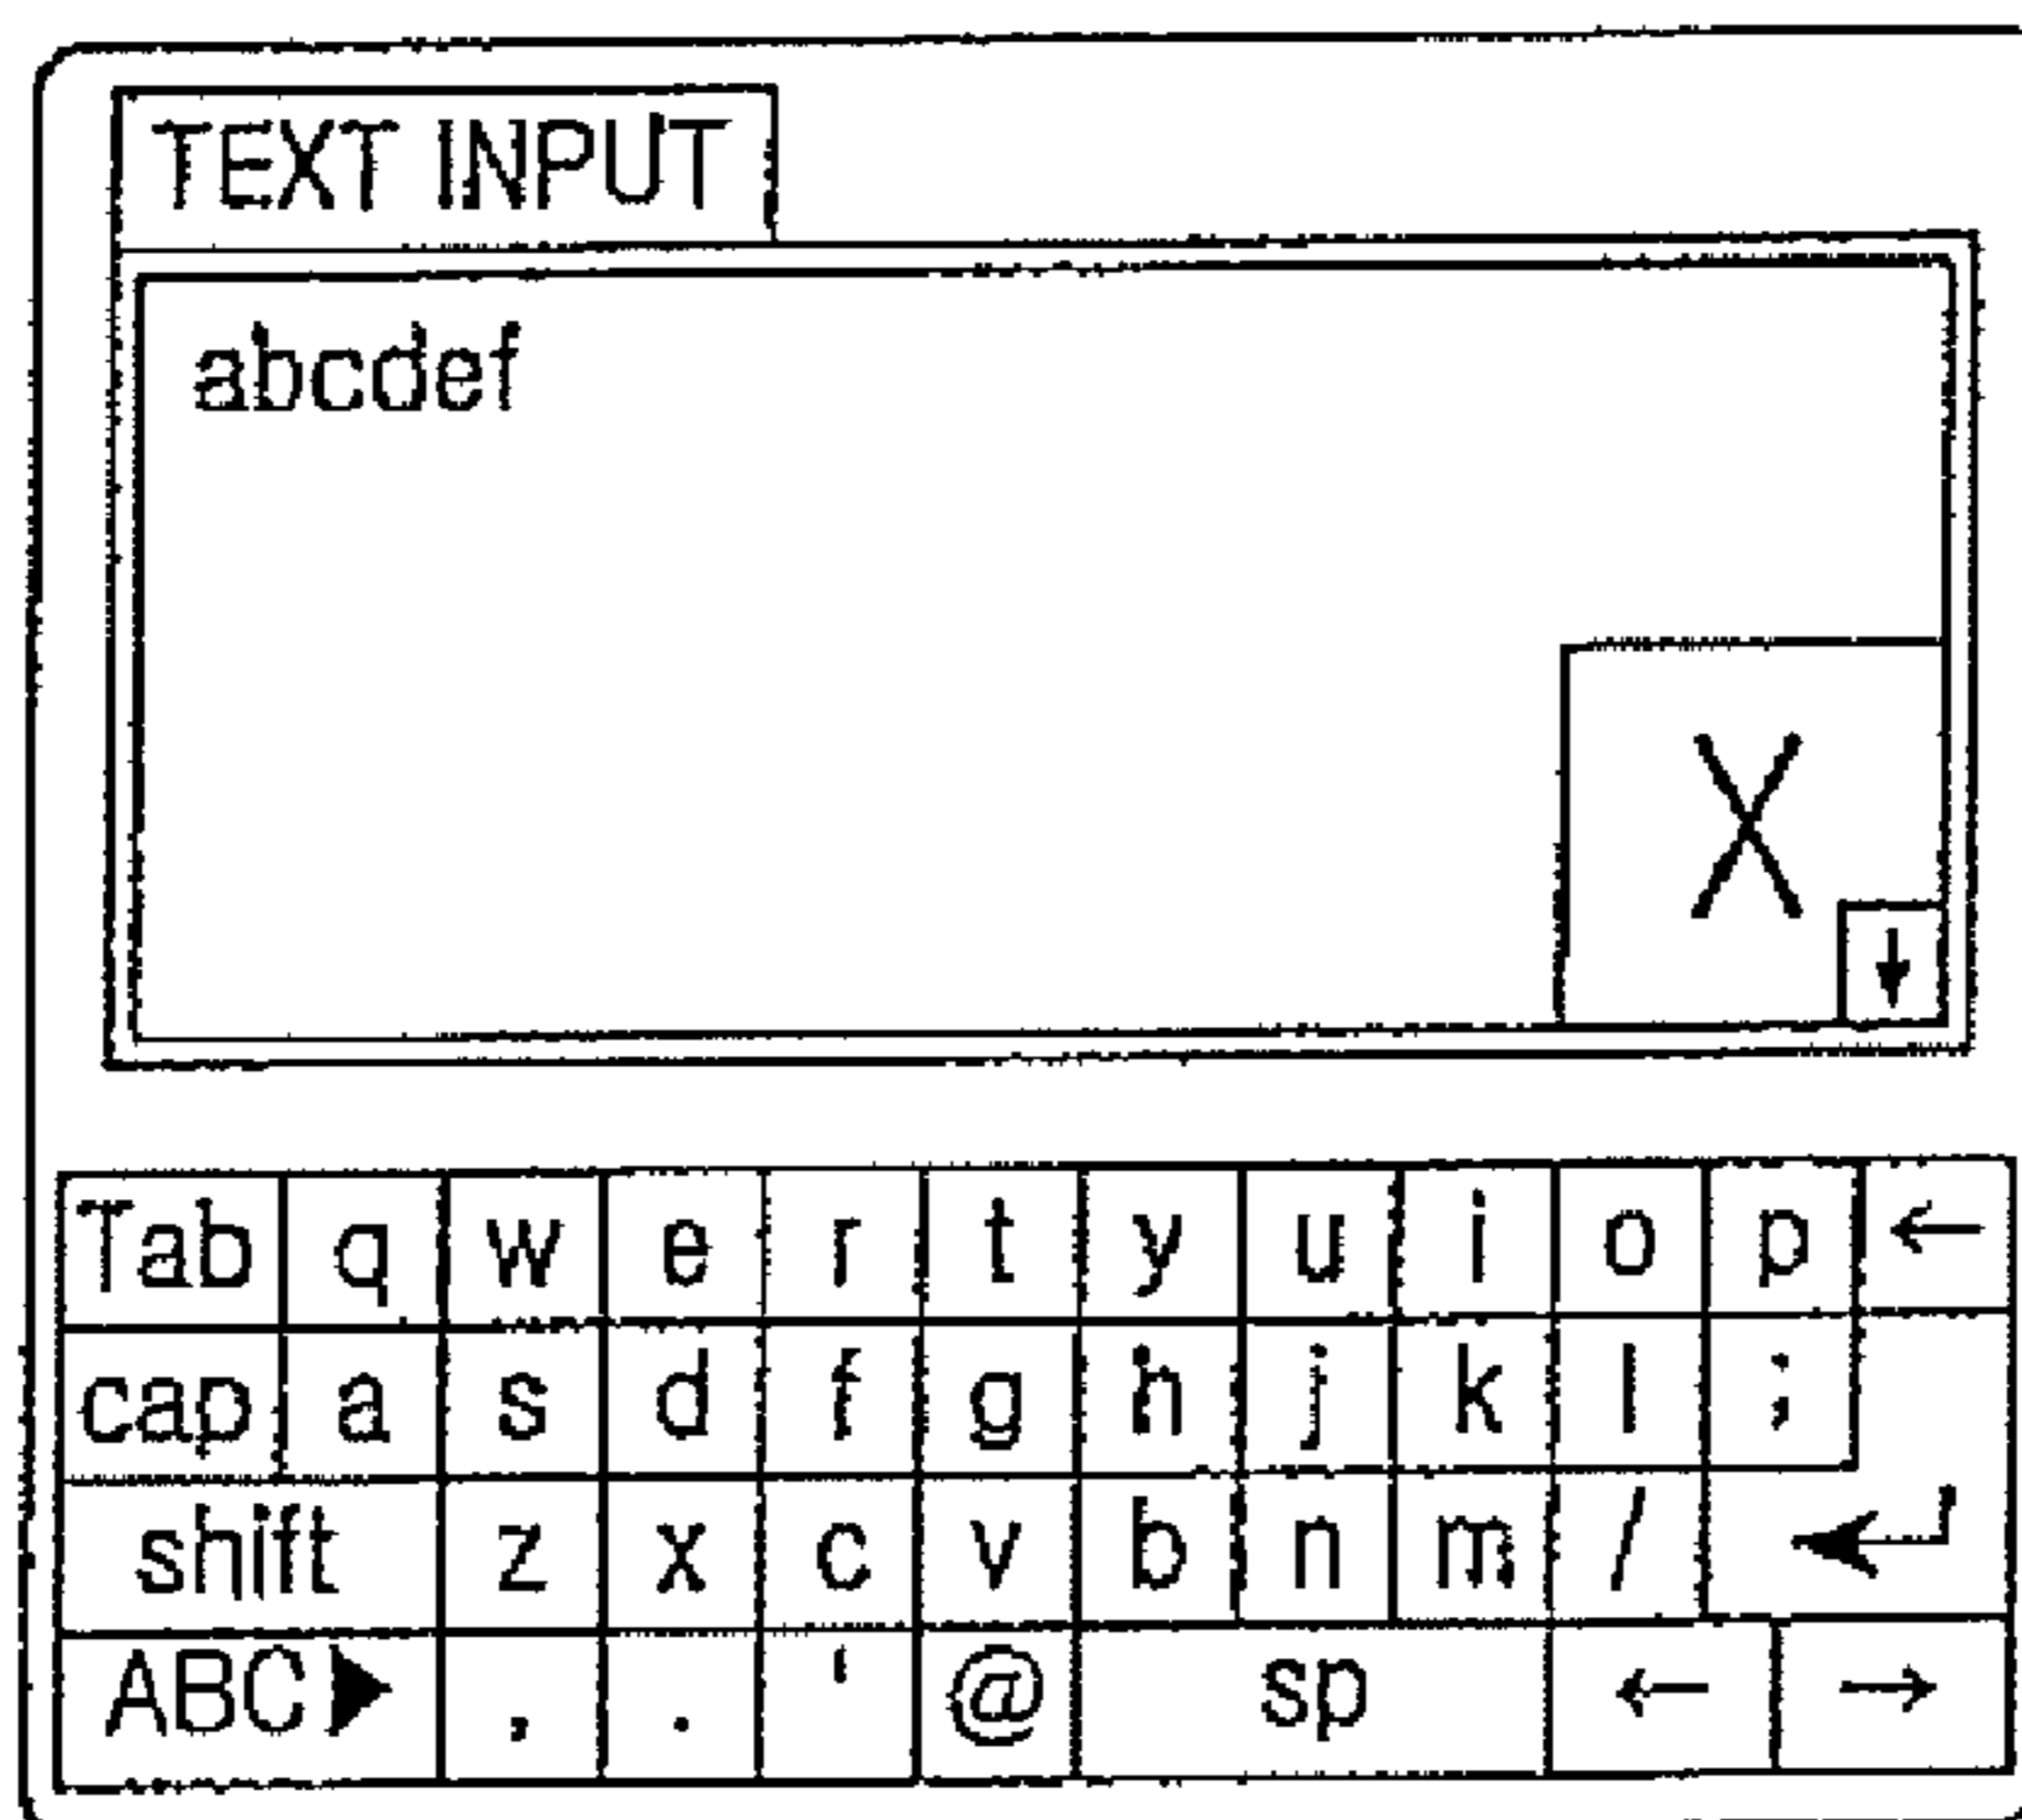 TEXT INPUT
abcdef
X
↓
Tab q w e r t y u i o p ←
cap a s d f g h j k l ;
shift z x c v b n m /
ABC▶ , . ' @ sp ← →